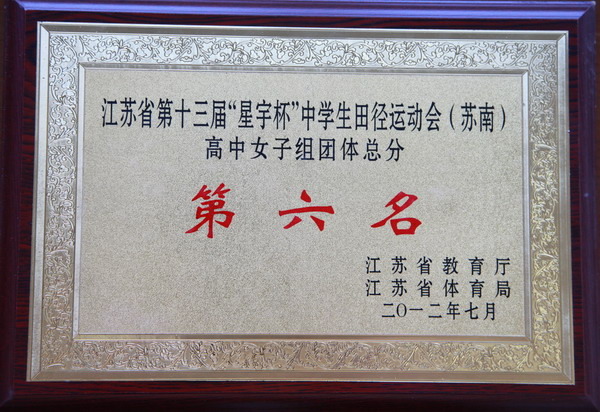 江苏省第十三届“星宇杯”中学生田径运动会（苏南）
高中女子组团体总分
第六名
江苏省教育厅
江苏省体育局
二〇一二年七月